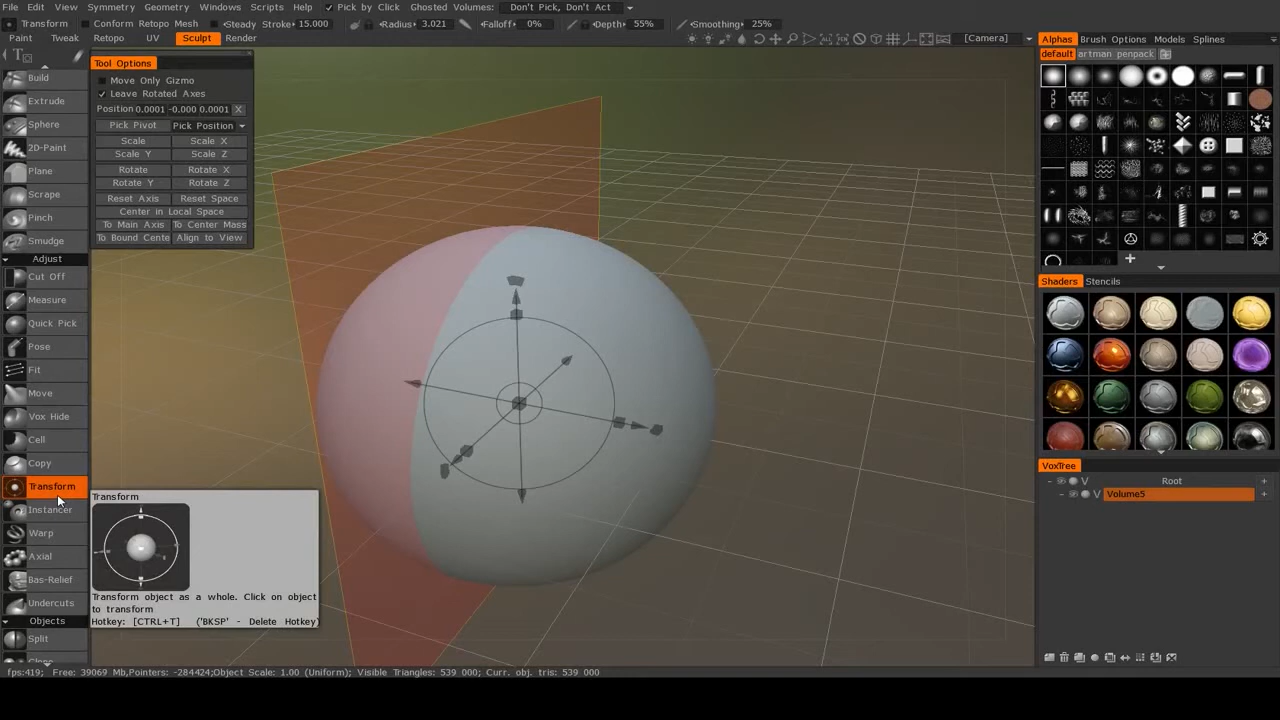 File Edit View Symmetry Geometry Windows Scripts Help Pick by Click Ghosted Volumes: Don't Pick, Don't Act
Transform Conform Retopo Mesh Steady Stroke 15.000 Radius 3.021 Falloff 0% Depth 55% Smoothing 25%
Paint Tweak Retopo UV Sculpt Render [Camera]
Build
Extrude
Sphere
2D-Paint
Plane
Scrape
Pinch
Smudge
Adjust
Cut Off
Measure
Quick Pick
Pose
Fit
Move
Vox Hide
Cell
Copy
Transform
Instancer
Warp
Axial
Bas-Relief
Undercuts
Objects
Split
Tool Options
Move Only Gizmo
Leave Rotated Axes
Position 0.0001 -0.000 0.0001 X
Pick Pivot Pick Position
Scale Scale X
Scale Y Scale Z
Rotate Rotate X
Rotate Y Rotate Z
Reset Axis Reset Space
Center in Local Space
To Main Axis To Center Mass
To Bound Cente Align to View
Transform
Transform object as a whole. Click on object
to transform
Hotkey: [CTRL+T] ('BKSP' - Delete Hotkey)
Alphas Brush Options Models Splines
default artman penpack
Shaders Stencils
VoxTree
V Root +
V Volume5 +
fps:419; Free: 39069 Mb,Pointers: -284424;Object Scale: 1.00 (Uniform); Visible Triangles: 539 000; Curr. obj. tris: 539 000